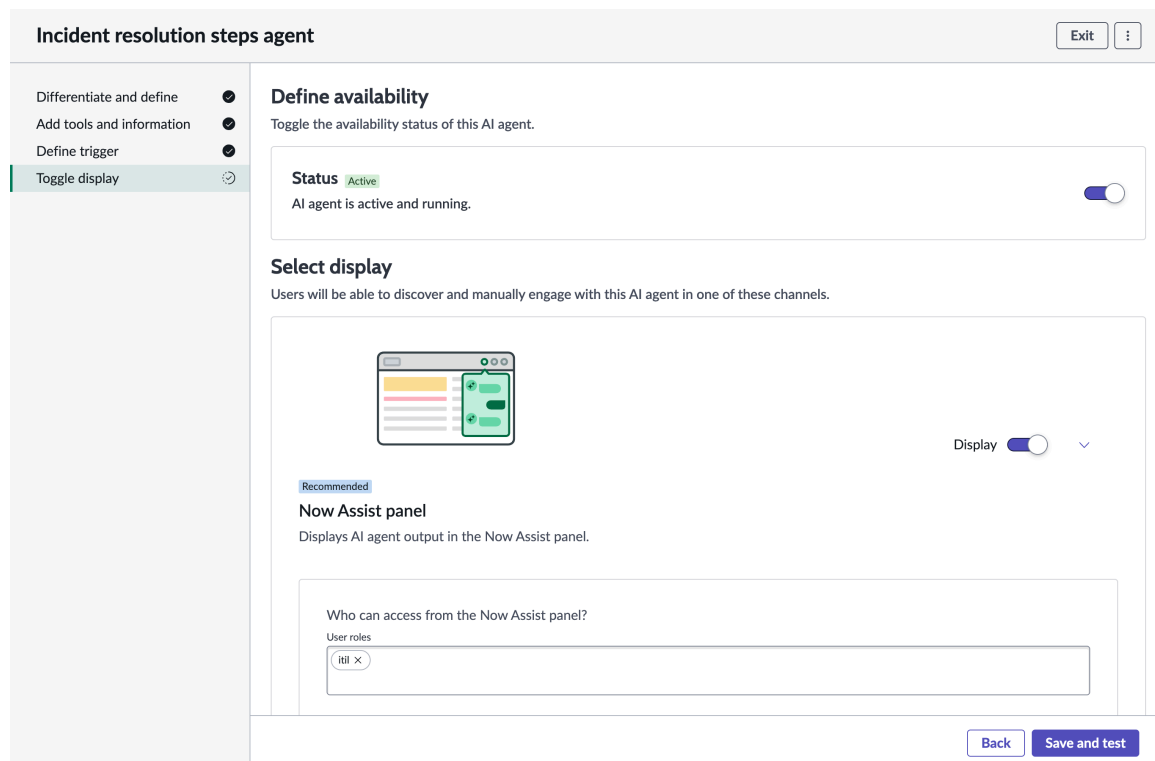 Incident resolution steps agent
Exit
Differentiate and define
Add tools and information
Define trigger
Toggle display
Define availability
Toggle the availability status of this AI agent.
Status Active
AI agent is active and running.
Select display
Users will be able to discover and manually engage with this AI agent in one of these channels.
Display
Recommended
Now Assist panel
Displays AI agent output in the Now Assist panel.
Who can access from the Now Assist panel?
User roles
itil
Back
Save and test